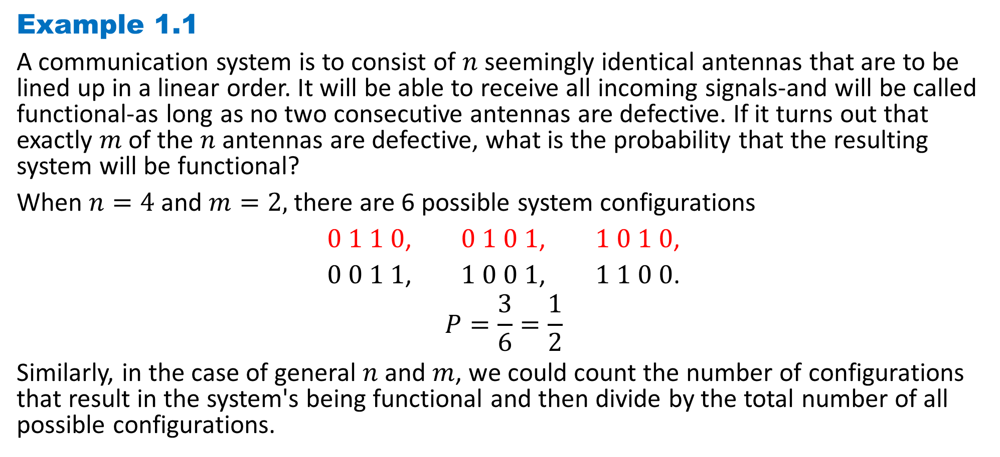 Example 1.1
A communication system is to consist of n seemingly identical antennas that are to be
lined up in a linear order. It will be able to receive all incoming signals-and will be called
functional-as long as no two consecutive antennas are defective. If it turns out that
exactly m of the n antennas are defective, what is the probability that the resulting
system will be functional?
When n = 4 and m = 2, there are 6 possible system configurations
0 1 1 0, 0 1 0 1, 1 0 1 0,
0 0 1 1, 1 0 0 1, 1 1 0 0.
P = 3/6 = 1/2
Similarly, in the case of general n and m, we could count the number of configurations
that result in the system's being functional and then divide by the total number of all
possible configurations.